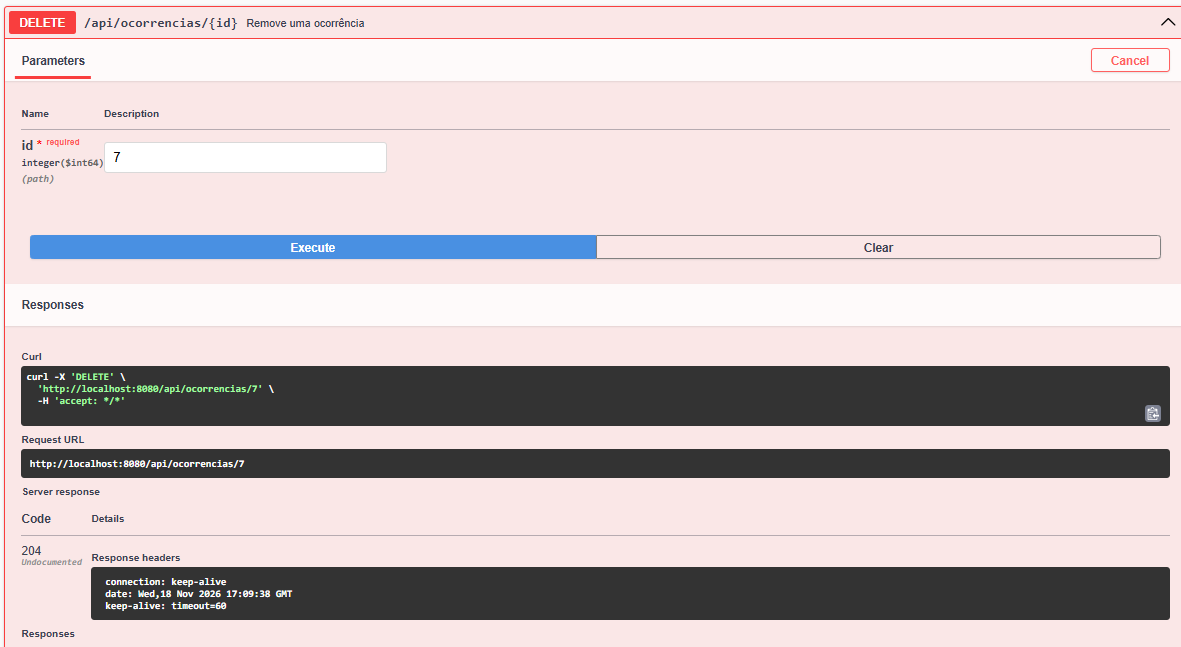 DELETE /api/ocorrencias/{id} Remove uma ocorrência
Parameters
Cancel
Name Description
id * required
integer($int64)
(path)
7
Execute Clear
Responses
Curl
curl -X 'DELETE' \
'http://localhost:8080/api/ocorrencias/7' \
-H 'accept: */*'
Request URL
http://localhost:8080/api/ocorrencias/7
Server response
Code Details
204
Undocumented
Response headers
connection: keep-alive
date: Wed,18 Nov 2026 17:09:38 GMT
keep-alive: timeout=60
Responses